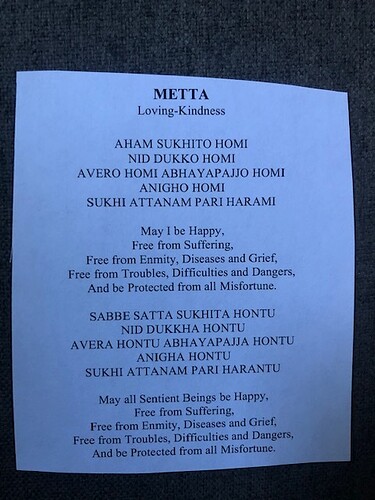 METTA
Loving-Kindness
AHAM SUKHITO HOMI
NID DUKKO HOMI
AVERO HOMI ABHAYAPAJJO HOMI
ANIGHO HOMI
SUKHI ATTANAM PARI HARAMI
May I be Happy,
Free from Suffering,
Free from Enmity, Diseases and Grief,
Free from Troubles, Difficulties and Dangers,
And be Protected from all Misfortune.
SABBE SATTA SUKHITA HONTU
NID DUKKHA HONTU
AVERA HONTU ABHAYAPAJJA HONTU
ANIGHA HONTU
SUKHI ATTANAM PARI HARANTU
May all Sentient Beings be Happy,
Free from Suffering,
Free from Enmity, Diseases and Grief,
Free from Troubles, Difficulties and Dangers,
And be Protected from all Misfortune.